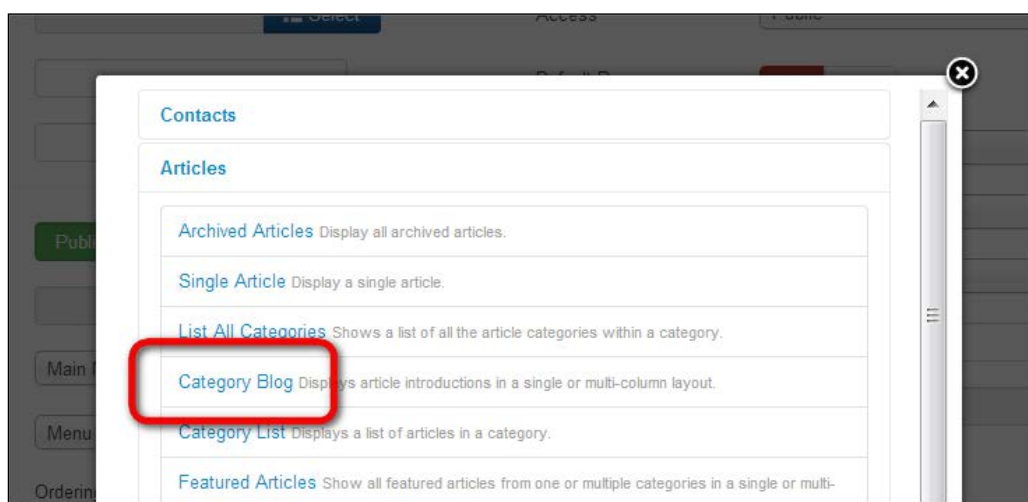 Select
Access
Public
Contacts
Articles
Archived Articles Display all archived articles.
Single Article Display a single article.
List All Categories Shows a list of all the article categories within a category.
Main
Category Blog Displays article introductions in a single or multi-column layout.
Menu
Category List Displays a list of articles in a category.
Featured Articles Show all featured articles from one or multiple categories in a single or multi-